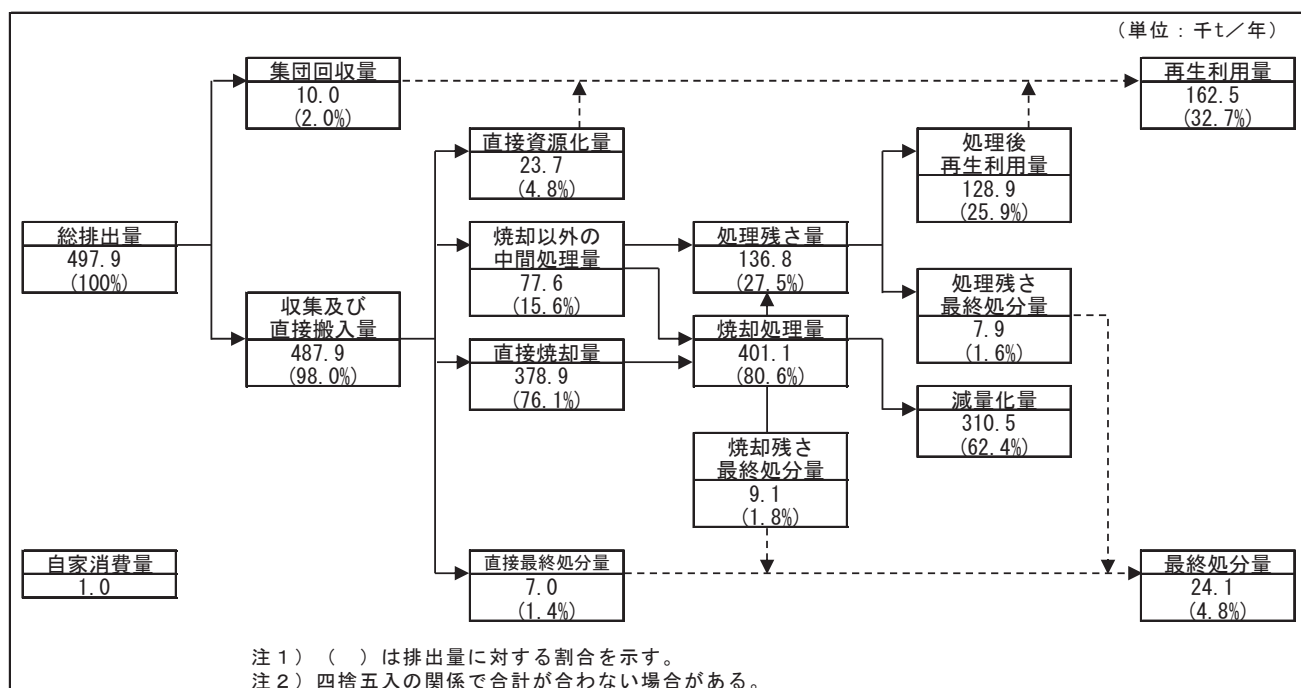 (単位:千t/年)
集団回収量
10.0
(2.0%)
再生利用量
162.5
(32.7%)
直接資源化量
23.7
(4.8%)
処理後
再生利用量
128.9
(25.9%)
総排出量
497.9
(100%)
焼却以外の
中間処理量
77.6
(15.6%)
処理残さ量
136.8
(27.5%)
収集及び
直接搬入量
487.9
(98.0%)
処理残さ
最終処分量
7.9
(1.6%)
直接焼却量
378.9
(76.1%)
焼却処理量
401.1
(80.6%)
減量化量
310.5
(62.4%)
焼却残さ
最終処分量
9.1
(1.8%)
自家消費量
1.0
直接最終処分量
7.0
(1.4%)
最終処分量
24.1
(4.8%)
注1) ( )は排出量に対する割合を示す。
注2) 四捨五入の関係で合計が合わない場合がある。